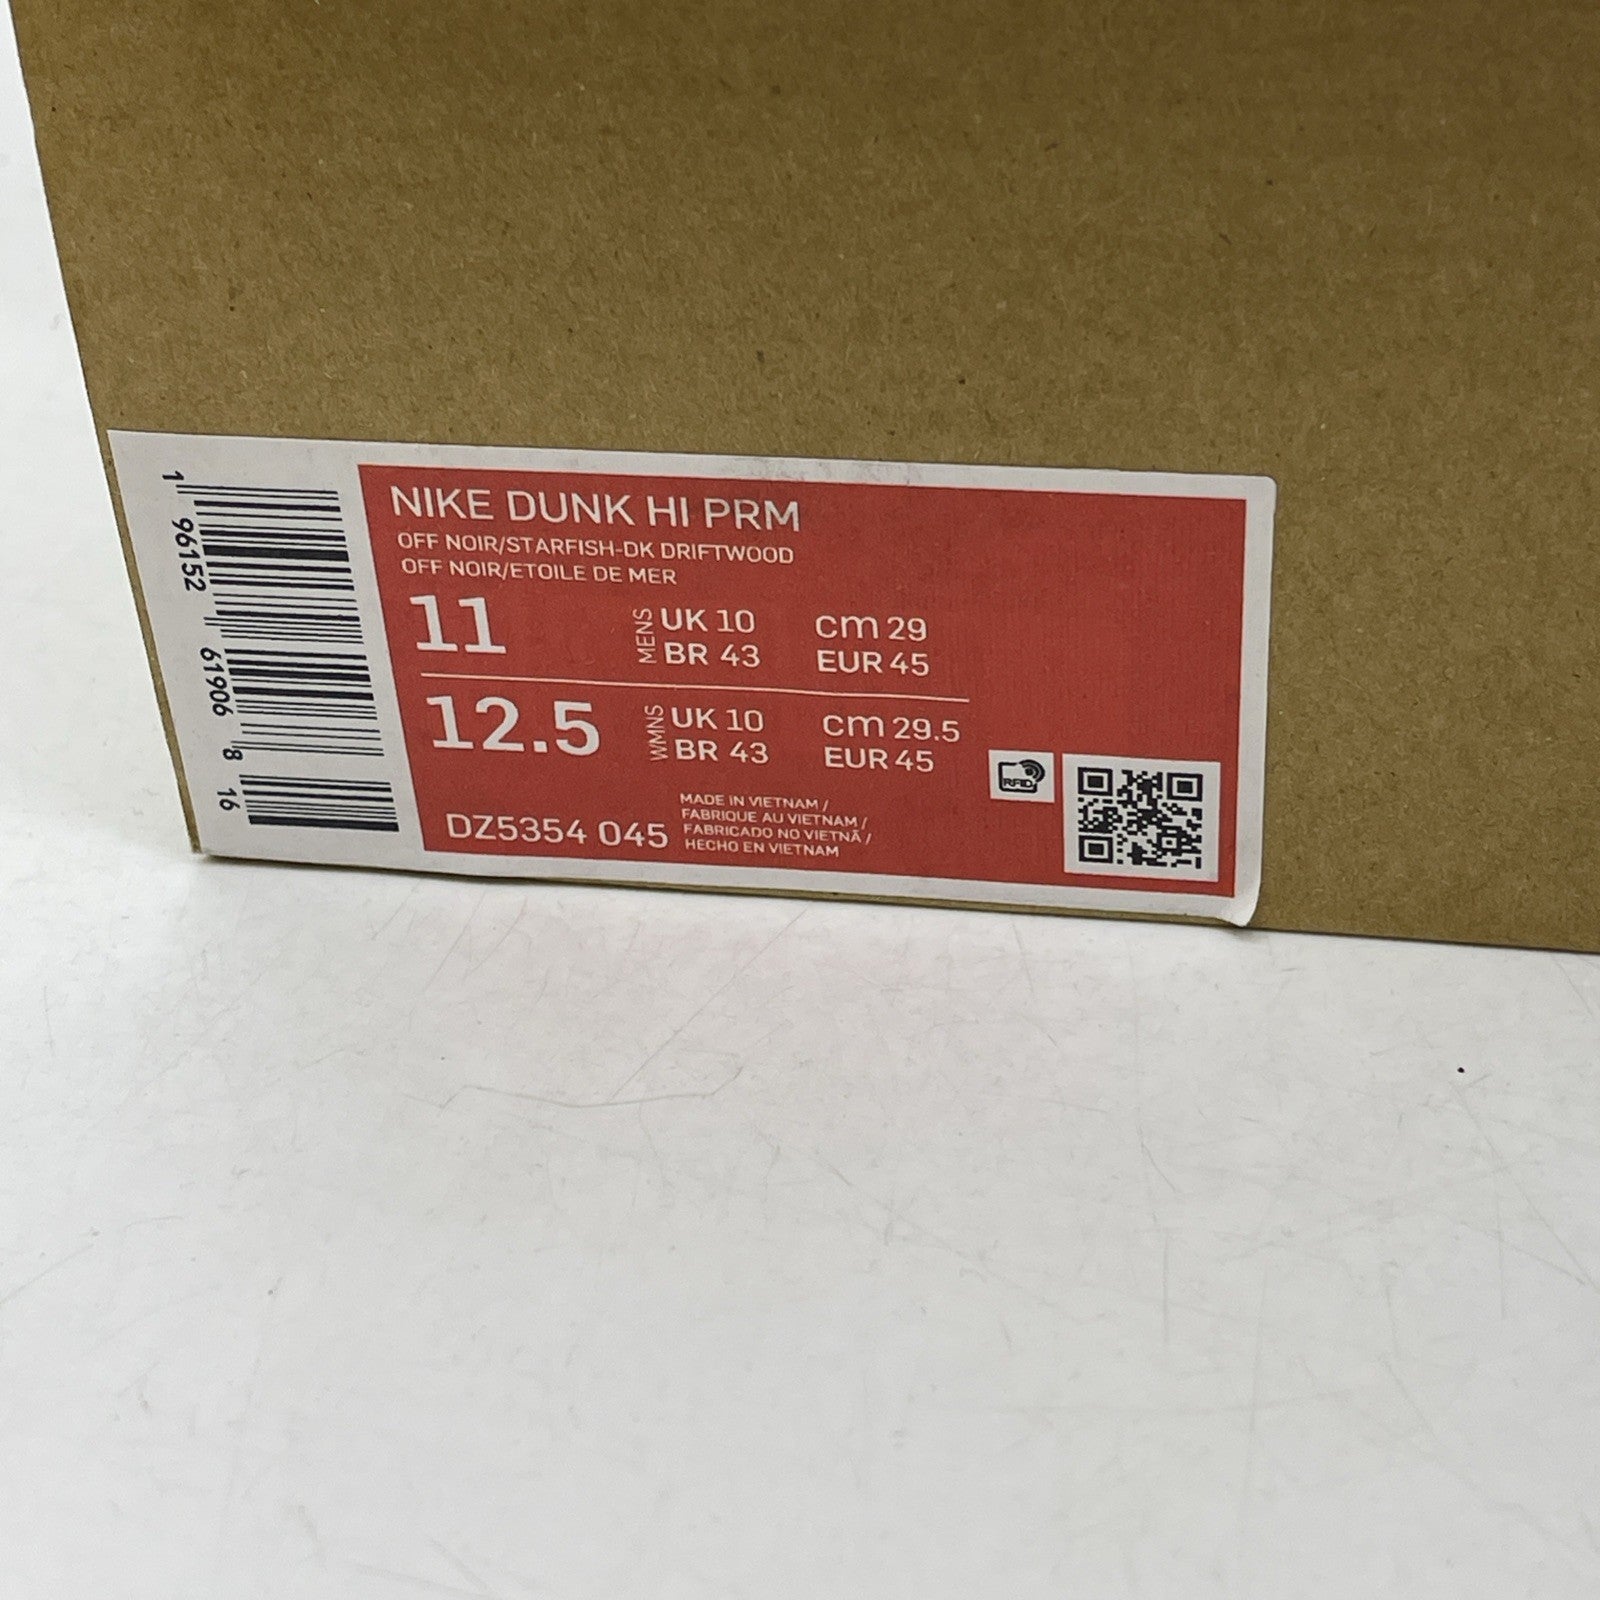 NIKE DUNK HI PRM
OFF NOIR/STARFISH-DK DRIFTWOOD
OFF NOIR/ETOILE DE MER
11 MENS UK 10 cm 29
BR 43 EUR 45
12.5 WMNS UK 10 cm 29.5
BR 43 EUR 45
DZ5354 045
MADE IN VIETNAM /
FABRIQUE AU VIETNAM /
FABRICADO NO VIETNÃ /
HECHO EN VIETNAM
RFID
1 96152 61906 8 16